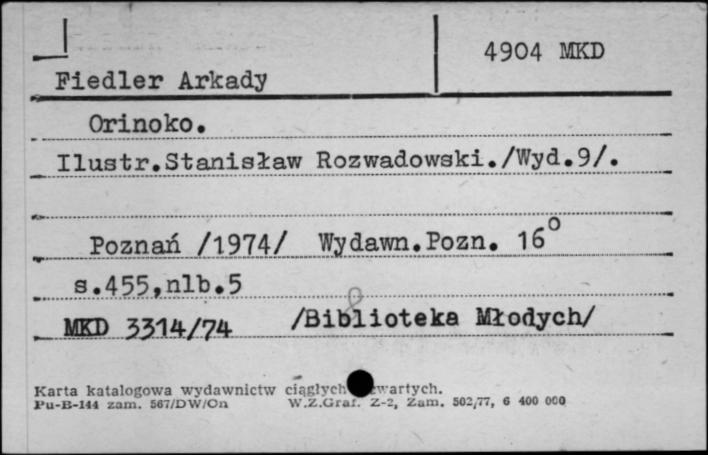 4904 MKD
Fiedler Arkady
Orinoko.
Ilustr.Stanisław Rozwadowski./Wyd.9/.
Poznań /1974/ Wydawn.Pozn. 16⁰
s.455,nlb.5
MKD 3314/74 /Biblioteka Młodych/
Karta katalogowa wydawnictw ciągłych
Pu-B-144 zam. 567/DW/On W.Z.Graf. Z-2, Zam. 502/77, 6 400 000